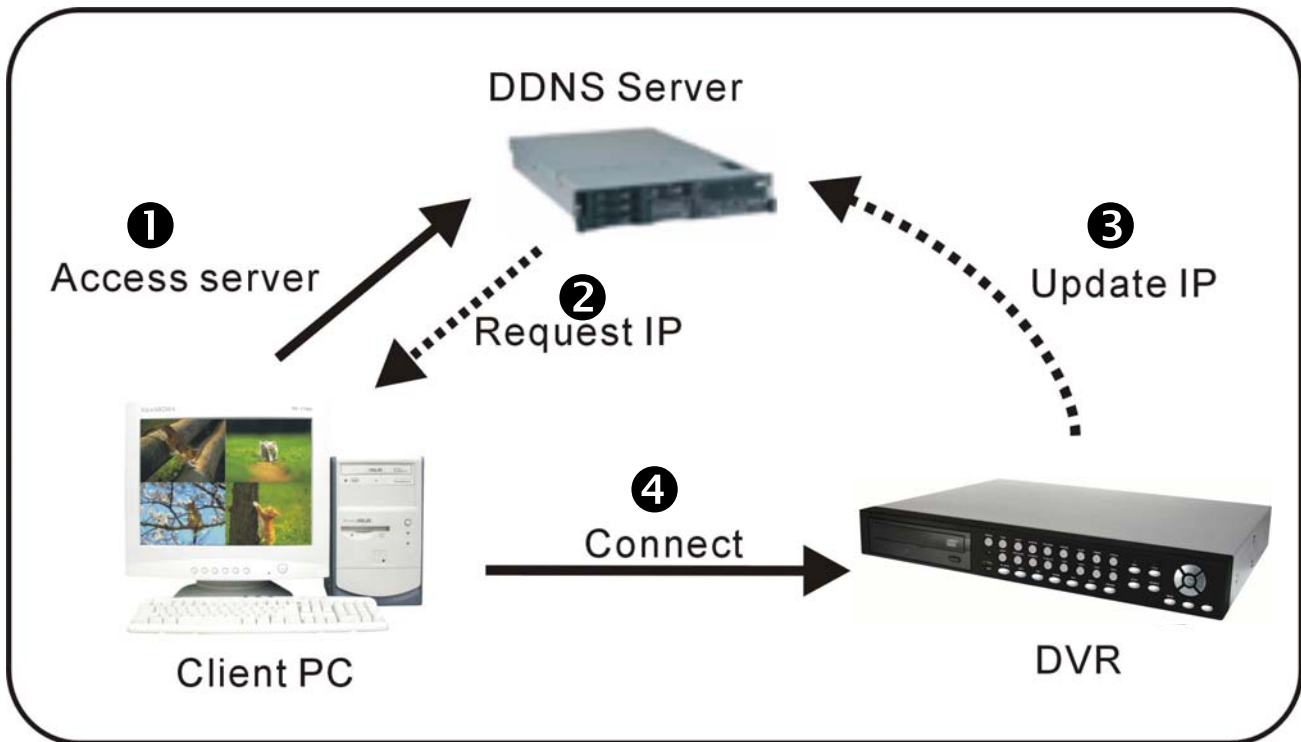 DDNS Server
❶
Access server
❷
Request IP
❸
Update IP
❹
Connect
Client PC
DVR